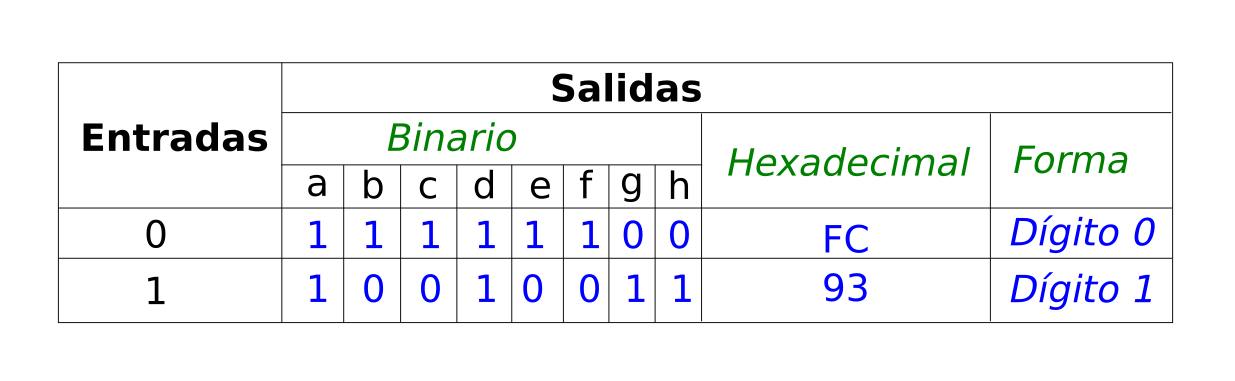 Salidas
Entradas Binario Hexadecimal Forma
a b c d e f g h
0 1 1 1 1 1 1 0 0 FC Dígito 0
1 1 0 0 1 0 0 1 1 93 Dígito 1